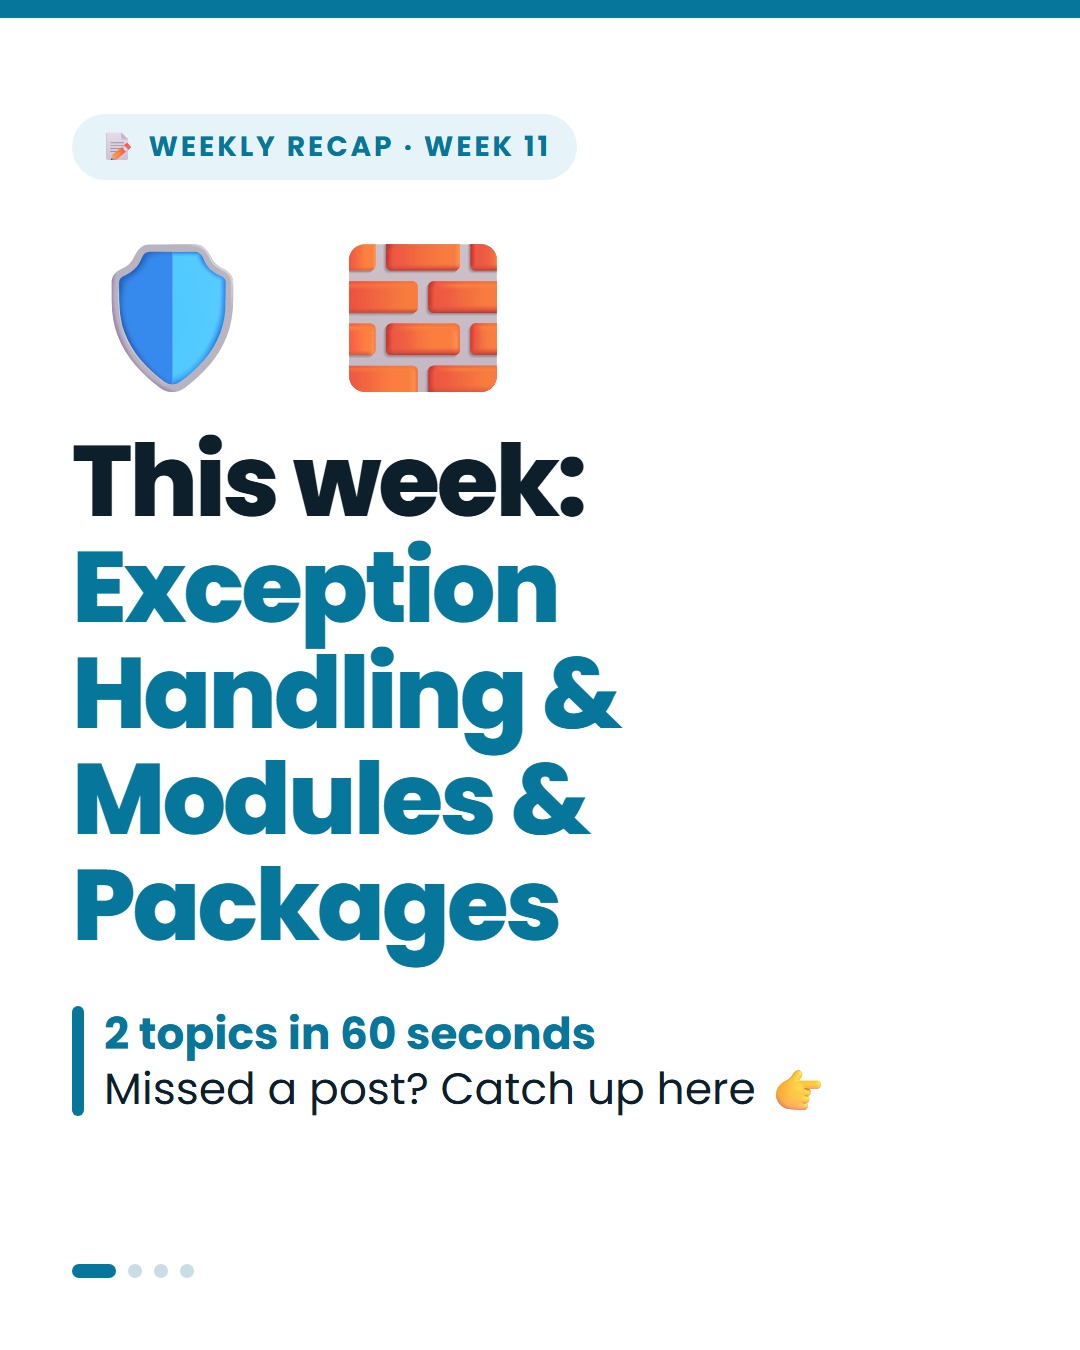 WEEKLY RECAP · WEEK 11
This week:
Exception
Handling &
Modules &
Packages
2 topics in 60 seconds
Missed a post? Catch up here 👉